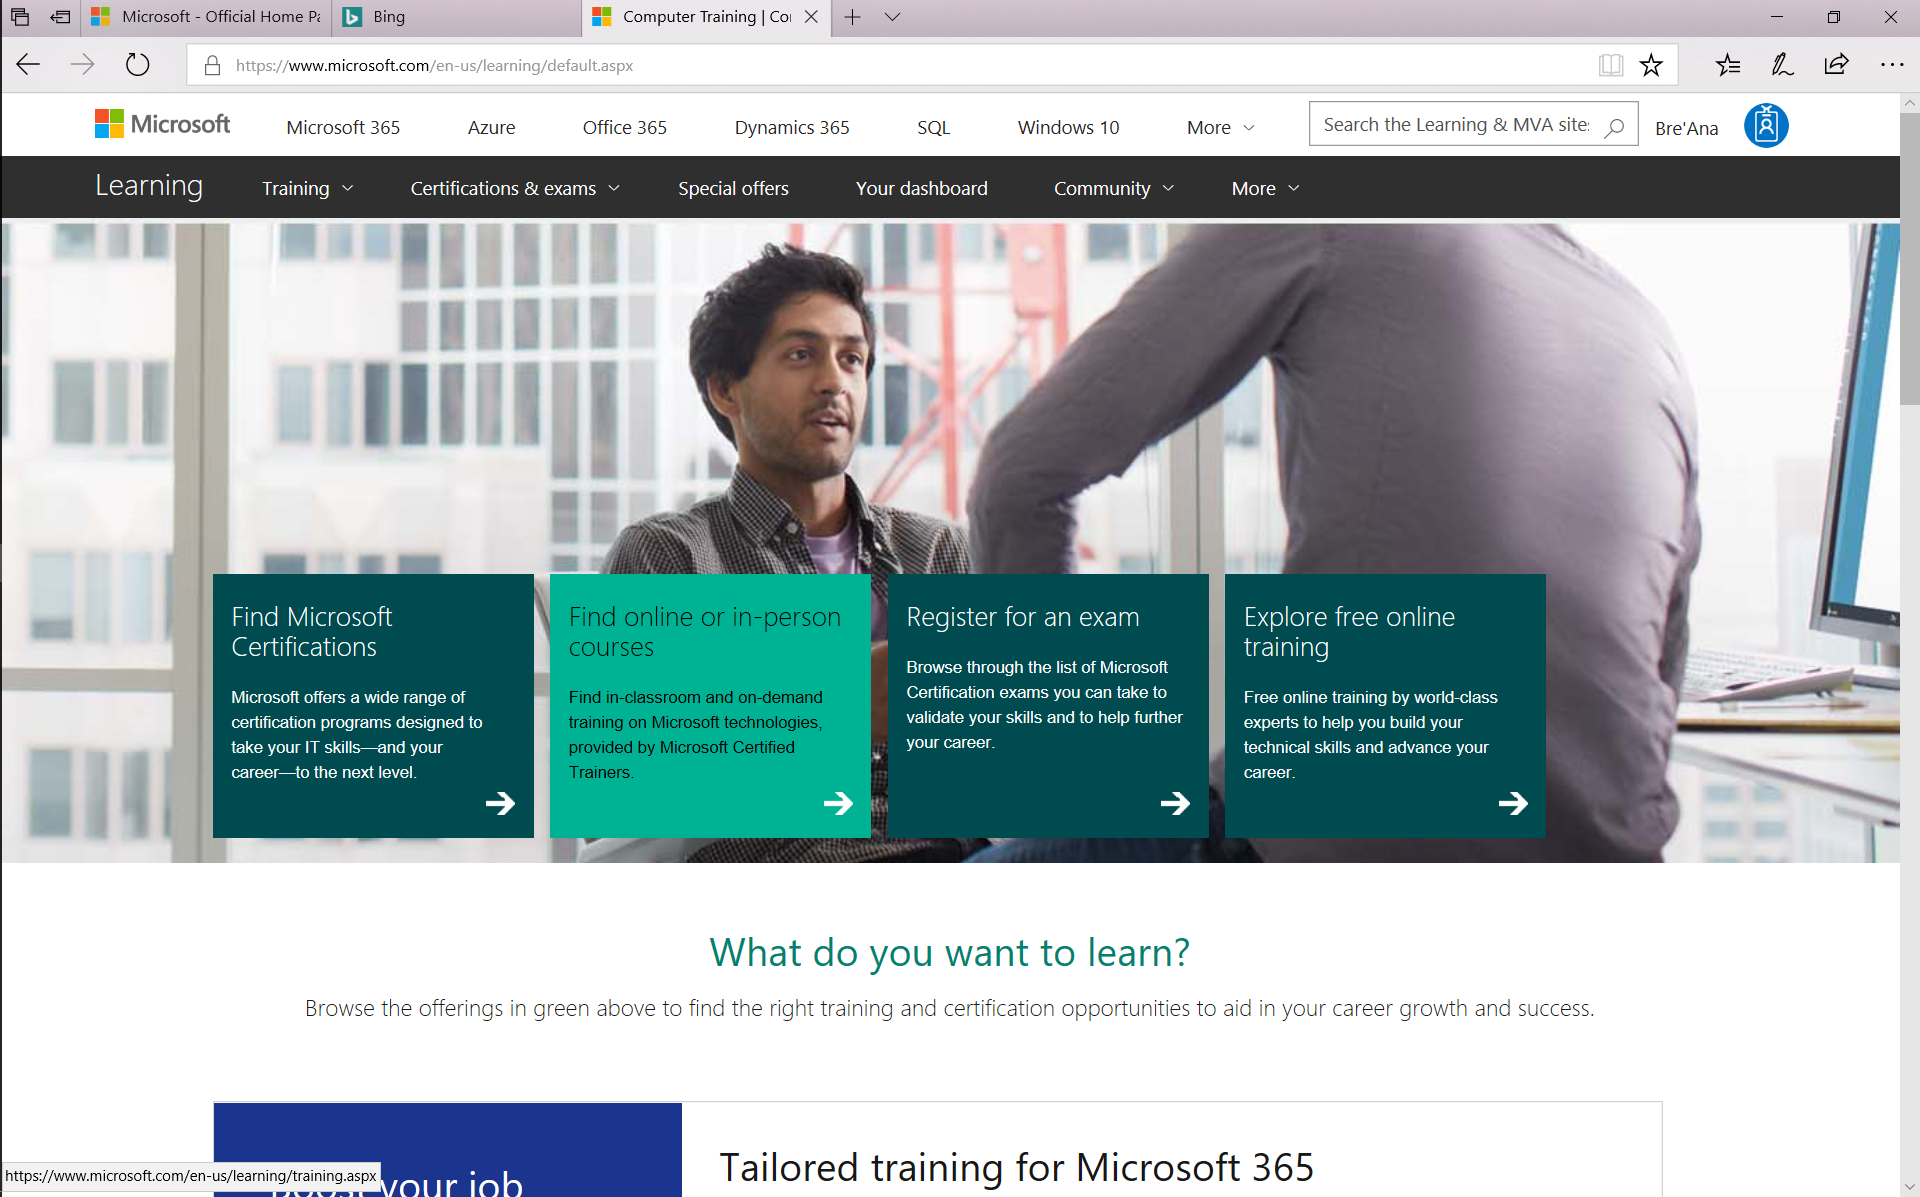 Microsoft - Official Home Pa
Bing
Computer Training | Co
https://www.microsoft.com/en-us/learning/default.aspx
Microsoft
Microsoft 365
Azure
Office 365
Dynamics 365
SQL
Windows 10
More
Search the Learning & MVA site
Bre'Ana
Learning
Training
Certifications & exams
Special offers
Your dashboard
Community
More
Find Microsoft
Certifications
Microsoft offers a wide range of
certification programs designed to
take your IT skills—and your
career—to the next level.
Find online or in-person
courses
Find in-classroom and on-demand
training on Microsoft technologies,
provided by Microsoft Certified
Trainers.
Register for an exam
Browse through the list of Microsoft
Certification exams you can take to
validate your skills and to help further
your career.
Explore free online
training
Free online training by world-class
experts to help you build your
technical skills and advance your
career.
What do you want to learn?
Browse the offerings in green above to find the right training and certification opportunities to aid in your career growth and success.
your job
Tailored training for Microsoft 365
https://www.microsoft.com/en-us/learning/training.aspx